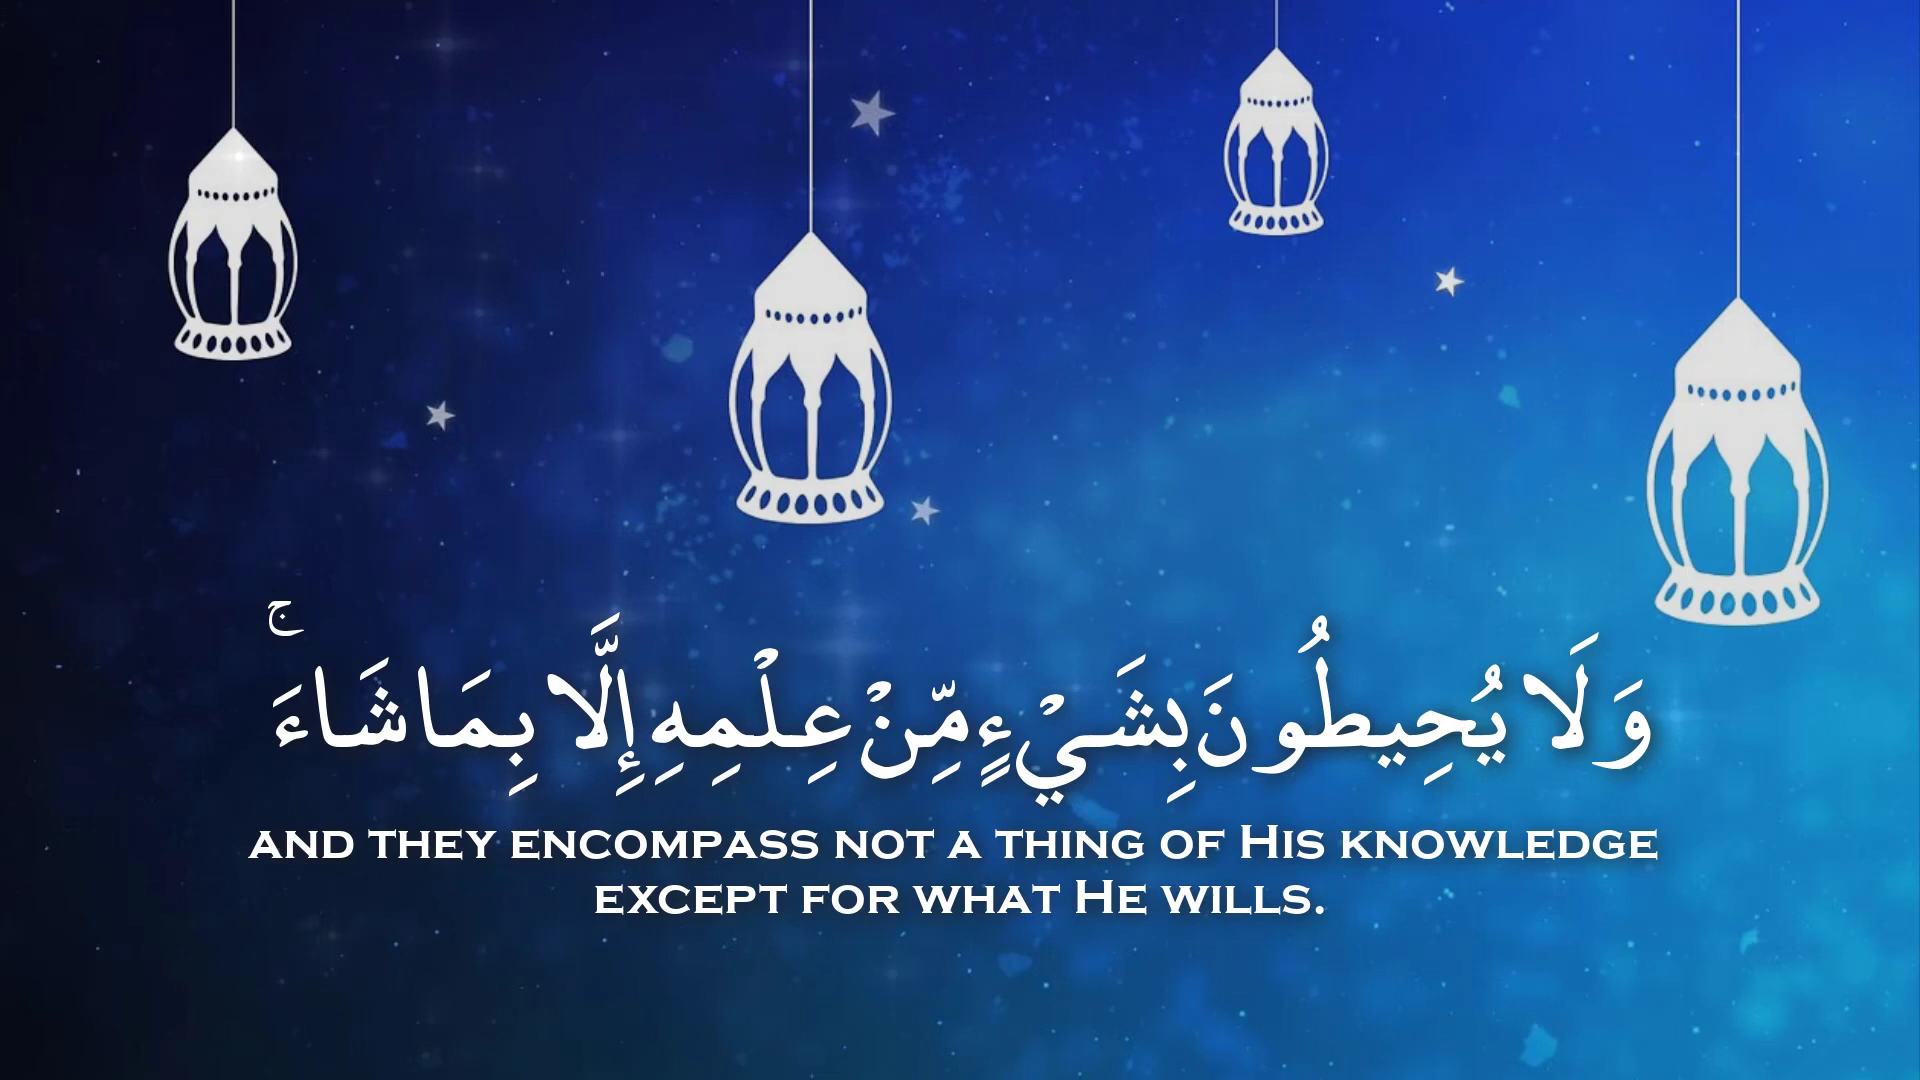 وَلَا يُحِيطُونَ بِشَيْءٍ مِّنْ عِلْمِهِ إِلَّا بِمَا شَاءَ ۚ
AND THEY ENCOMPASS NOT A THING OF HIS KNOWLEDGE
EXCEPT FOR WHAT HE WILLS.